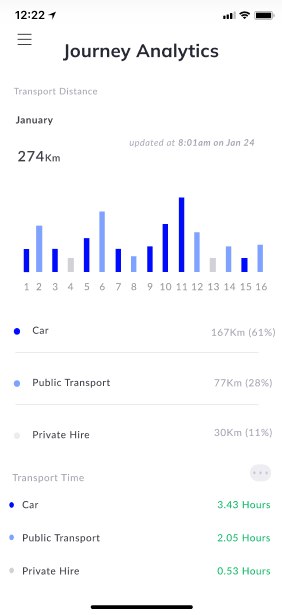 12:22
Journey Analytics
Transport Distance
January
updated at 8:01am on Jan 24
274Km
1 2 3 4 5 6 7 8 9 10 11 12 13 14 15 16
Car 167Km (61%)
Public Transport 77Km (28%)
Private Hire 30Km (11%)
Transport Time
Car 3.43 Hours
Public Transport 2.05 Hours
Private Hire 0.53 Hours